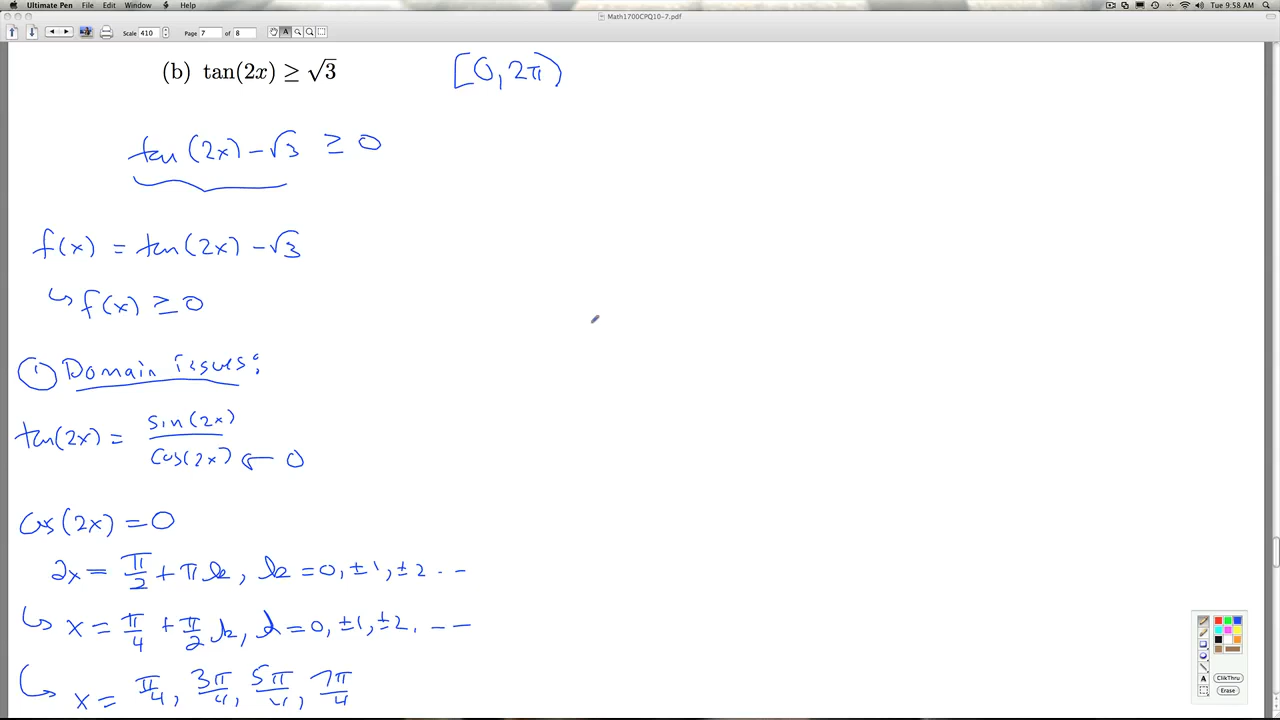 Ultimate Pen File Edit Window Help Tue 9:58 AM
Math1700CPQ10-7.pdf
Scale 410 Page 7 of 8
(b) tan(2x) ≥ √3 [0, 2π)
tan(2x) - √3 ≥ 0
f(x) = tan(2x) - √3
↳ f(x) ≥ 0
① Domain issues:
tan(2x) = sin(2x)/cos(2x) ← 0
cos(2x) = 0
2x = π/2 + πk, k = 0, ±1, ±2 . . –
↳ x = π/4 + π/2 k, k = 0, ±1, ±2. – –
↳ x = π/4, 3π/4, 5π/4, 7π/4
A
ClikThru
Erase